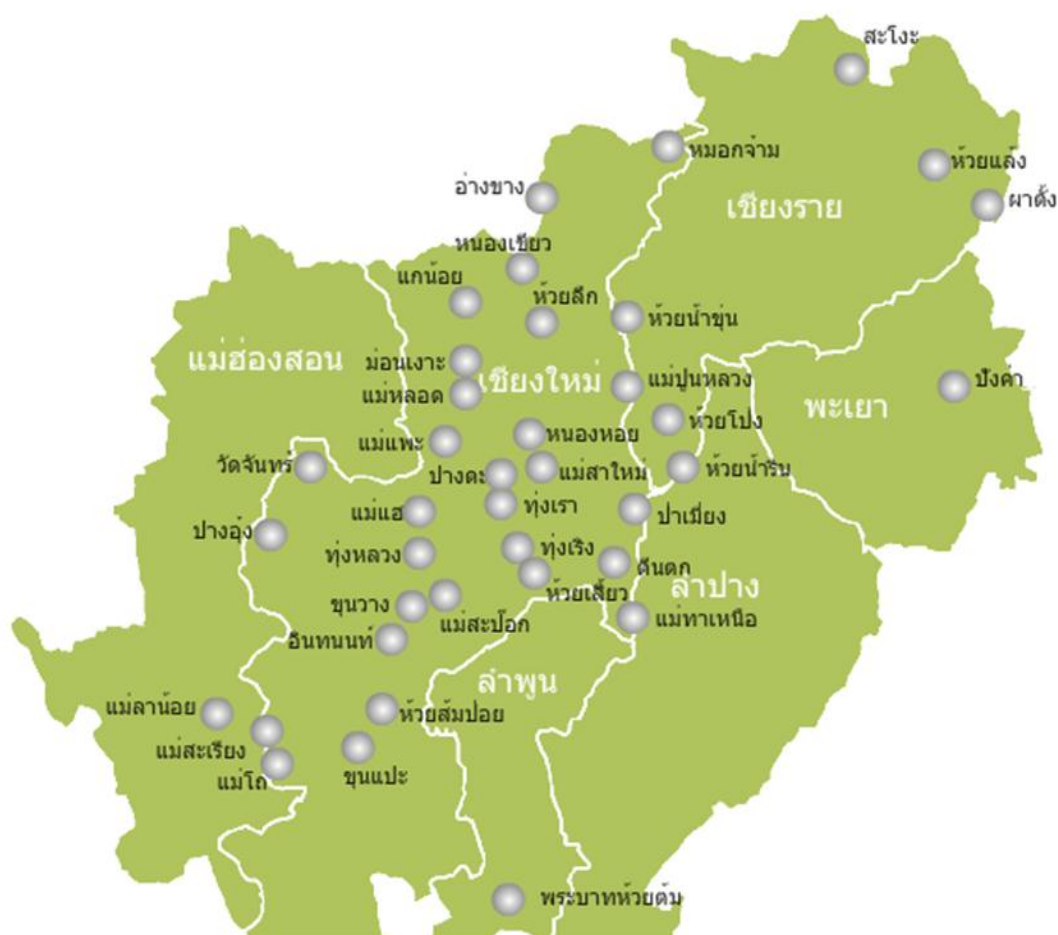 สะโงะ
หมอกจ๋าม
ห้วยแล้ง
อ่างขาง
ผาตั้ง
เชียงราย
หนองเขียว
แกน้อย
ห้วยลึก
ห้วยน้ำขุ่น
แม่ฮ่องสอน
ม่อนเงาะ
เชียงใหม่
แม่ปูนหลวง
ปังค่า
แม่หลอด
พะเยา
ห้วยโป่ง
หนองหอย
แม่แพะ
วัดจันทร์
ปางดะ
แม่สาใหม่
ห้วยน้ำริน
ทุ่งเรา
แม่แฮ
ป่าเมี่ยง
ปางอุ๋ง
ทุ่งหลวง
ทุ่งเริง
ตีนตก
ห้วยเสี้ยว
ลำปาง
ขุนวาง
แม่สะป๊อก
แม่ทาเหนือ
อินทนนท์
ลำพูน
แม่ลาน้อย
ห้วยส้มป่อย
แม่สะเรียง
แม่โถ
ขุนแปะ
พระบาทห้วยต้ม